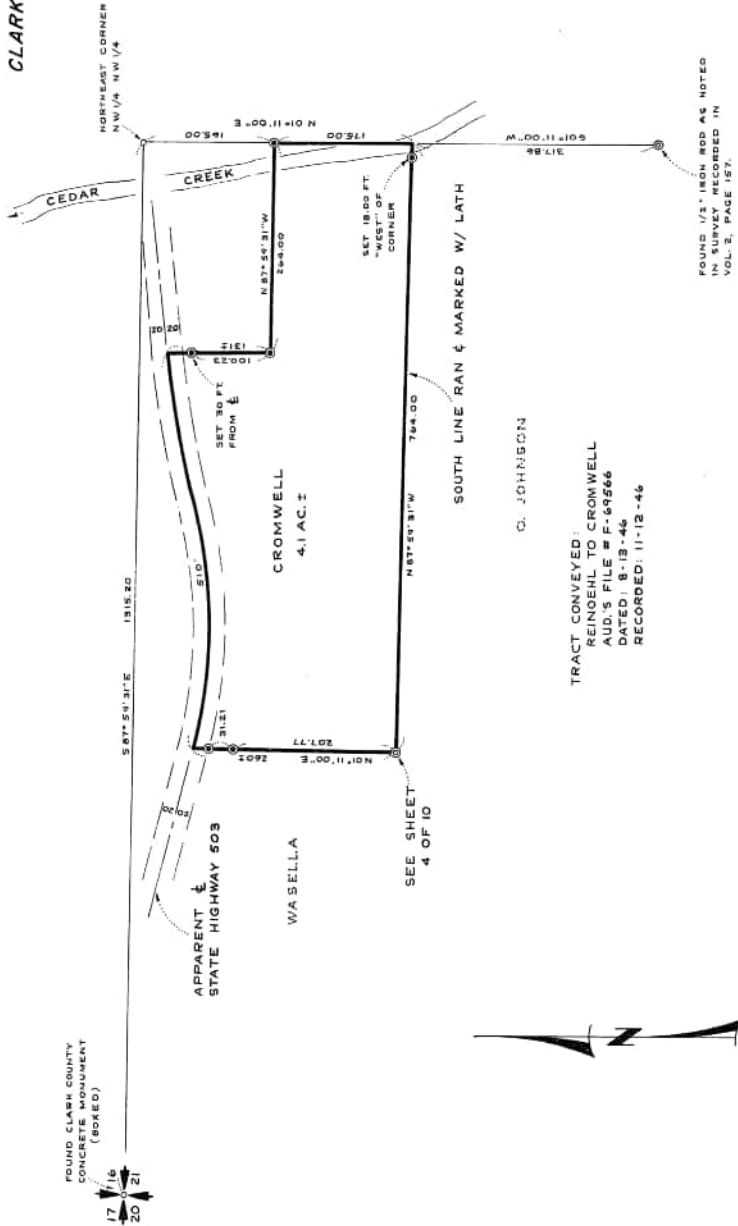 CLARK
NORTHEAST CORNER
NW 1/4 NW 1/4
FOUND CLARK COUNTY
CONCRETE MONUMENT
(BOXED)
17 16
20 21
S 87° 59' 31" E
1315.20
CEDAR CREEK
165.00
N 01° 11' 00" E
175.00
N 87° 59' 31" W
264.00
20 20
131±
100.23
SET 30 FT.
FROM ℄
SET 18.00 FT.
"WEST" OF
CORNER
S 01° 11' 00" W
317.86
FOUND 1/2" IRON ROD AS NOTED
IN SURVEY RECORDED IN
VOL. 2, PAGE 157.
510'
CROMWELL
4.1 AC. ±
31.21
260±
207.77
N 01° 11' 00" E
20 20
APPARENT ℄
STATE HIGHWAY 503
WASELLA
SEE SHEET
4 OF 10
N 87° 59' 31" W
764.00
SOUTH LINE RAN & MARKED W/ LATH
O. JOHNSON
TRACT CONVEYED:
REINOEHL TO CROMWELL
AUD.'S FILE # F-69566
DATED: 8-13-46
RECORDED: 11-12-46
N